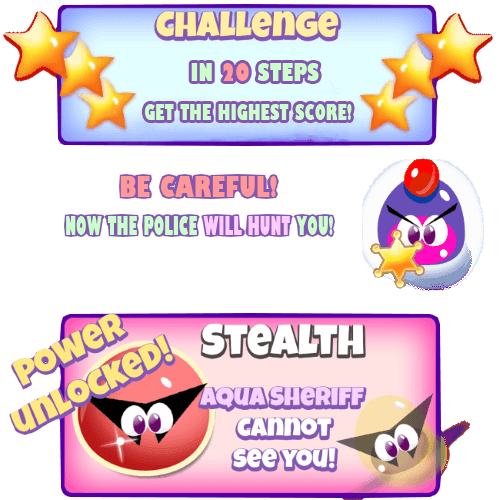 CHALLENGE
IN 20 STEPS
GET THE HIGHEST SCORE!
BE CAREFUL!
NOW THE POLICE WILL HUNT YOU!
POWER
UNLOCKED!
STEALTH
AQUA SHERIFF
CANNOT
SEE YOU!